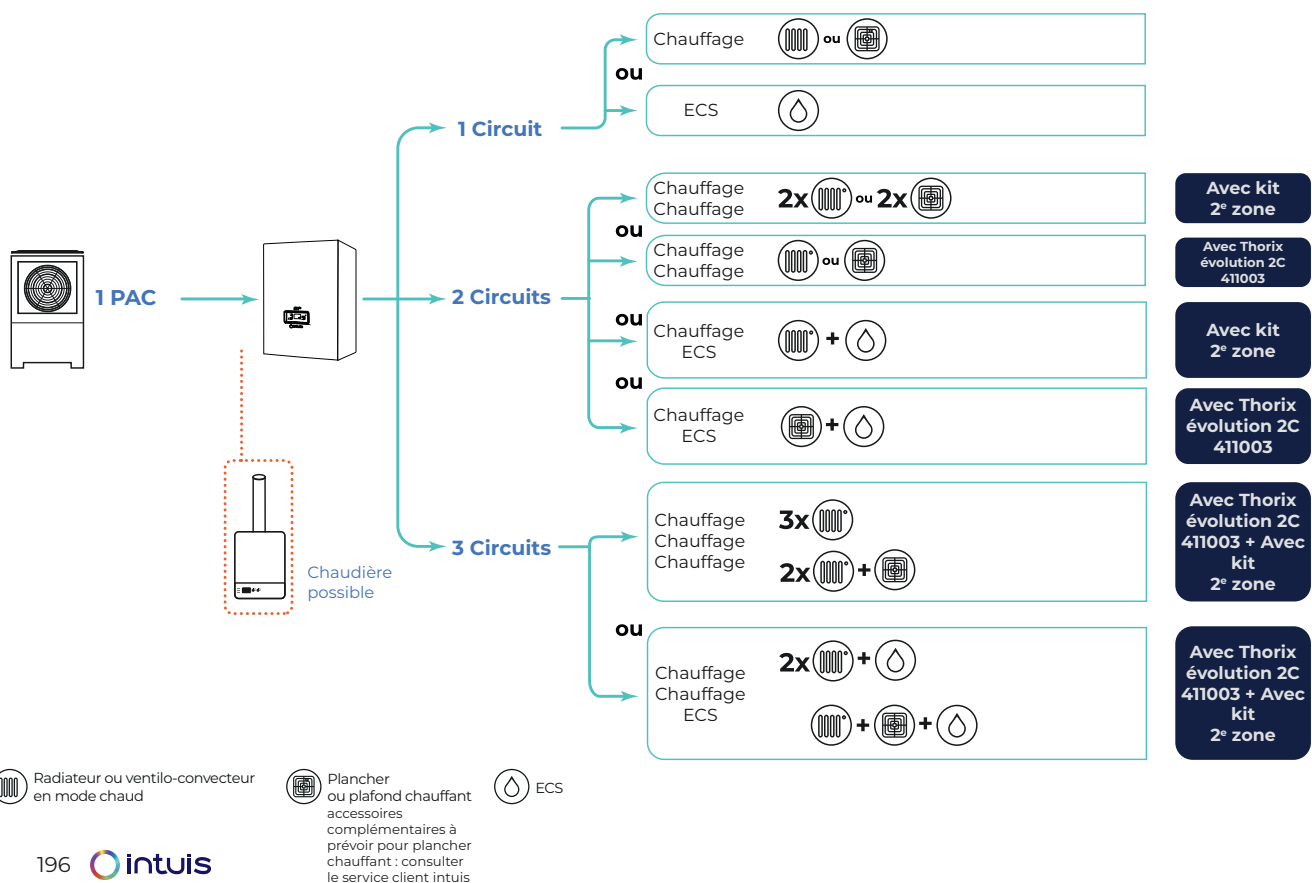 Chauffage
ou
ou
ECS
1 Circuit
Chauffage
Chauffage
2x ou 2x
Avec kit
2e zone
ou
Chauffage
Chauffage
ou
Avec Thorix
évolution 2C
411003
1 PAC
2 Circuits
ou
Chauffage
ECS
+
Avec kit
2e zone
ou
Chauffage
ECS
+
Avec Thorix
évolution 2C
411003
3 Circuits
Chauffage
Chauffage
Chauffage
3x
2x +
Avec Thorix
évolution 2C
411003 + Avec
kit
2e zone
Chaudière
possible
ou
Chauffage
Chauffage
ECS
2x +
+ +
Avec Thorix
évolution 2C
411003 + Avec
kit
2e zone
Radiateur ou ventilo-convecteur
en mode chaud
Plancher
ou plafond chauffant
accessoires
complémentaires à
prévoir pour plancher
chauffant : consulter
le service client intuis
ECS
196 intuis